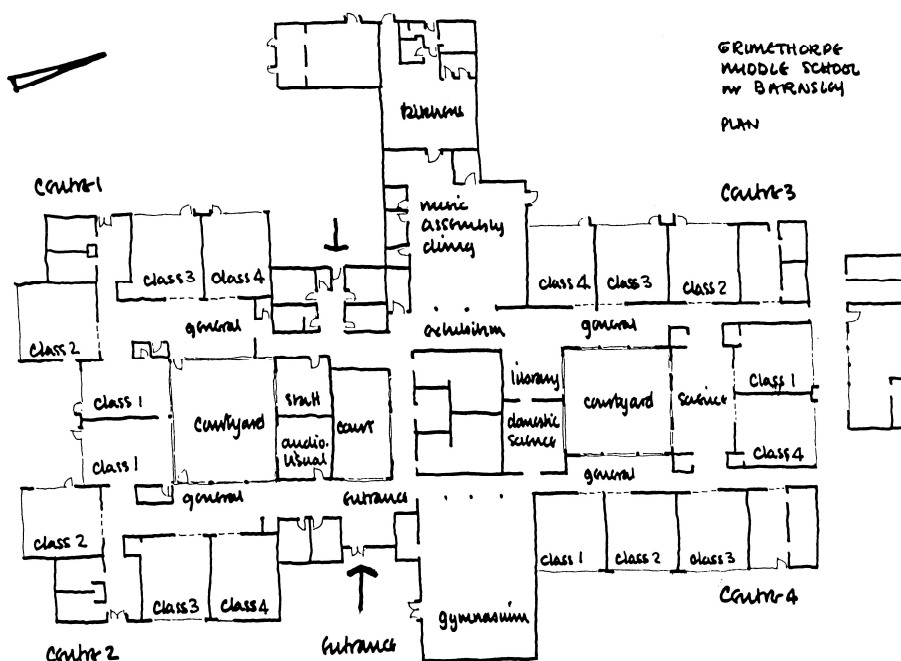 GRIMETHORPE
MIDDLE SCHOOL
nr BARNSLEY
PLAN
kitchens
Centre 1
Centre 3
music
assembly
dining
class 3
class 4
class 4
class 3
class 2
general
exhibition
general
class 2
class 1
courtyard
staff
court
library
courtyard
science
class 1
class 1
audio.
visual
domestic
science
class 4
general
entrance
general
class 2
class 3
class 4
class 1
class 2
class 3
gymnasium
Centre 2
Entrance
Centre 4